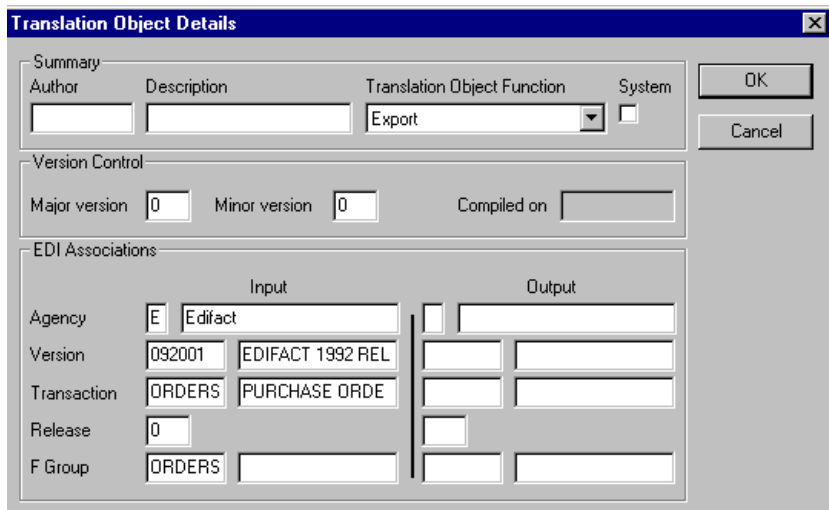 Translation Object Details
Summary
Author Description Translation Object Function System
Export
OK
Cancel
Version Control
Major version 0 Minor version 0 Compiled on
EDI Associations
Input Output
Agency E Edifact
Version 092001 EDIFACT 1992 REL
Transaction ORDERS PURCHASE ORDE
Release 0
F Group ORDERS